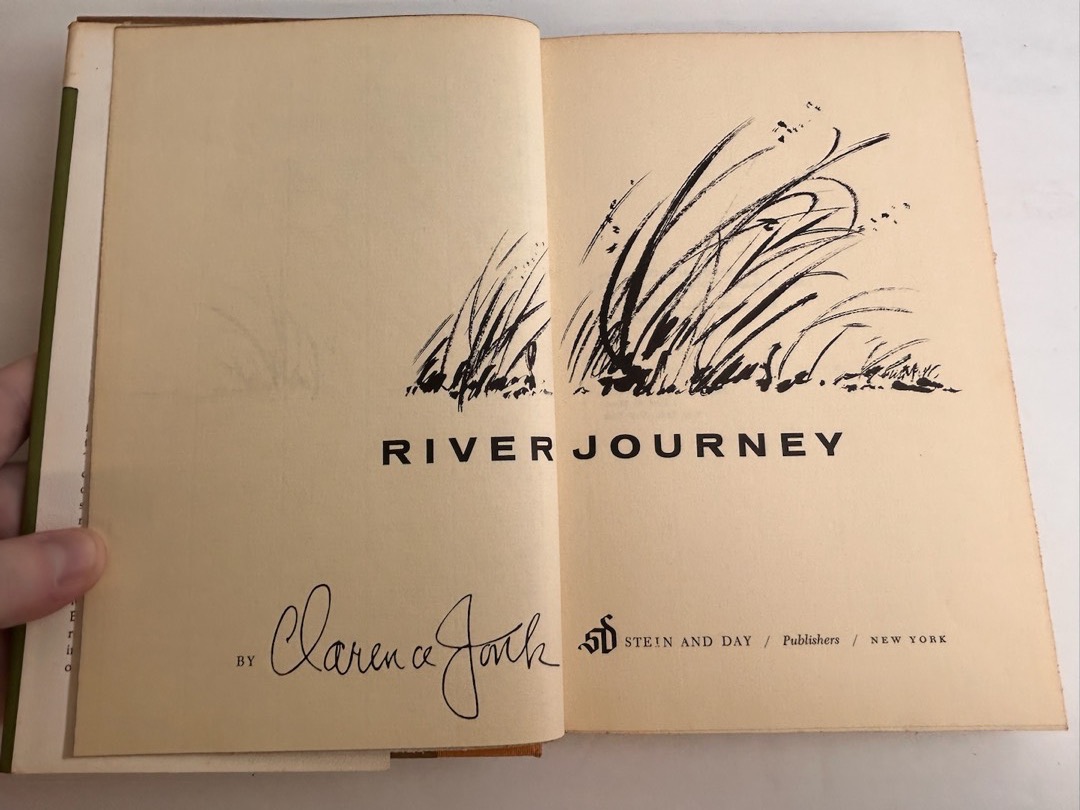 RIVER JOURNEY
BY Clarence Jonk
SD STEIN AND DAY / Publishers / NEW YORK